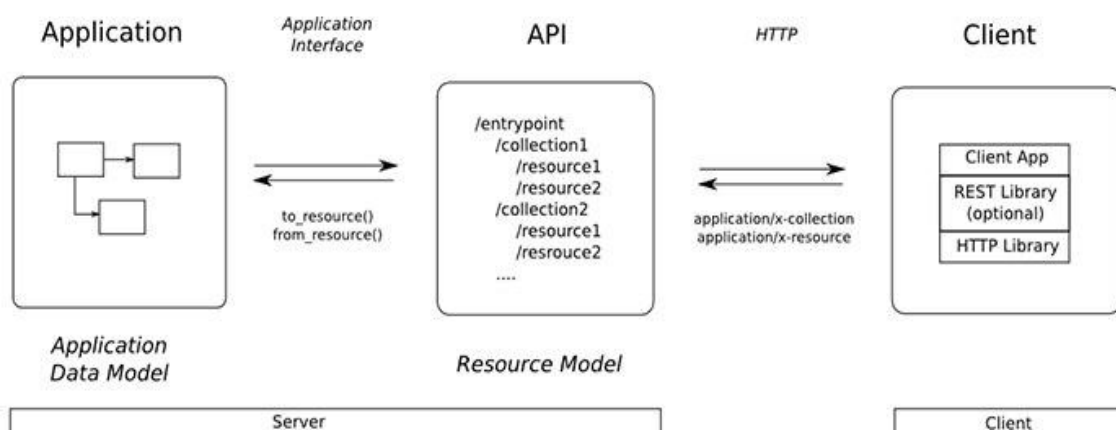 Application
Application
Interface
API
HTTP
Client
/entrypoint
/collection1
/resource1
/resource2
/collection2
/resource1
/resrouce2
....
to_resource()
from_resource()
application/x-collection
application/x-resource
Client App
REST Library
(optional)
HTTP Library
Application
Data Model
Resource Model
Server
Client